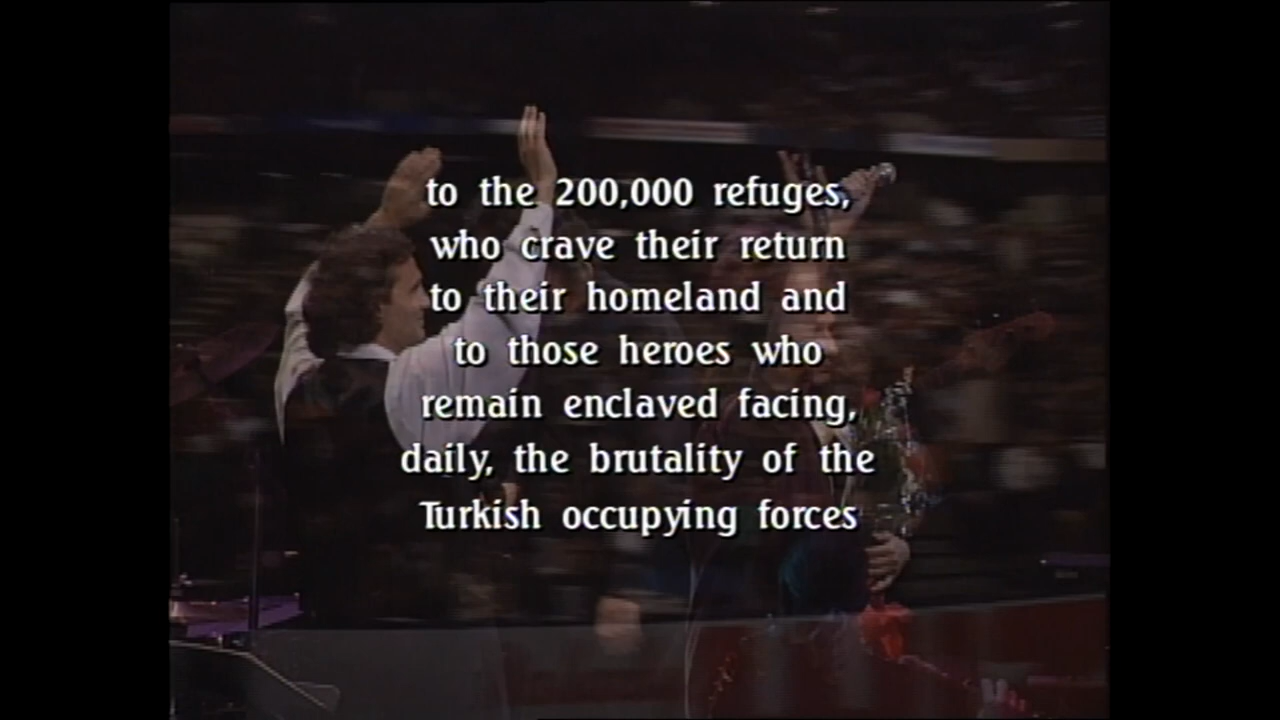 to the 200,000 refuges,
who crave their return
to their homeland and
to those heroes who
remain enclaved facing,
daily, the brutality of the
Turkish occupying forces